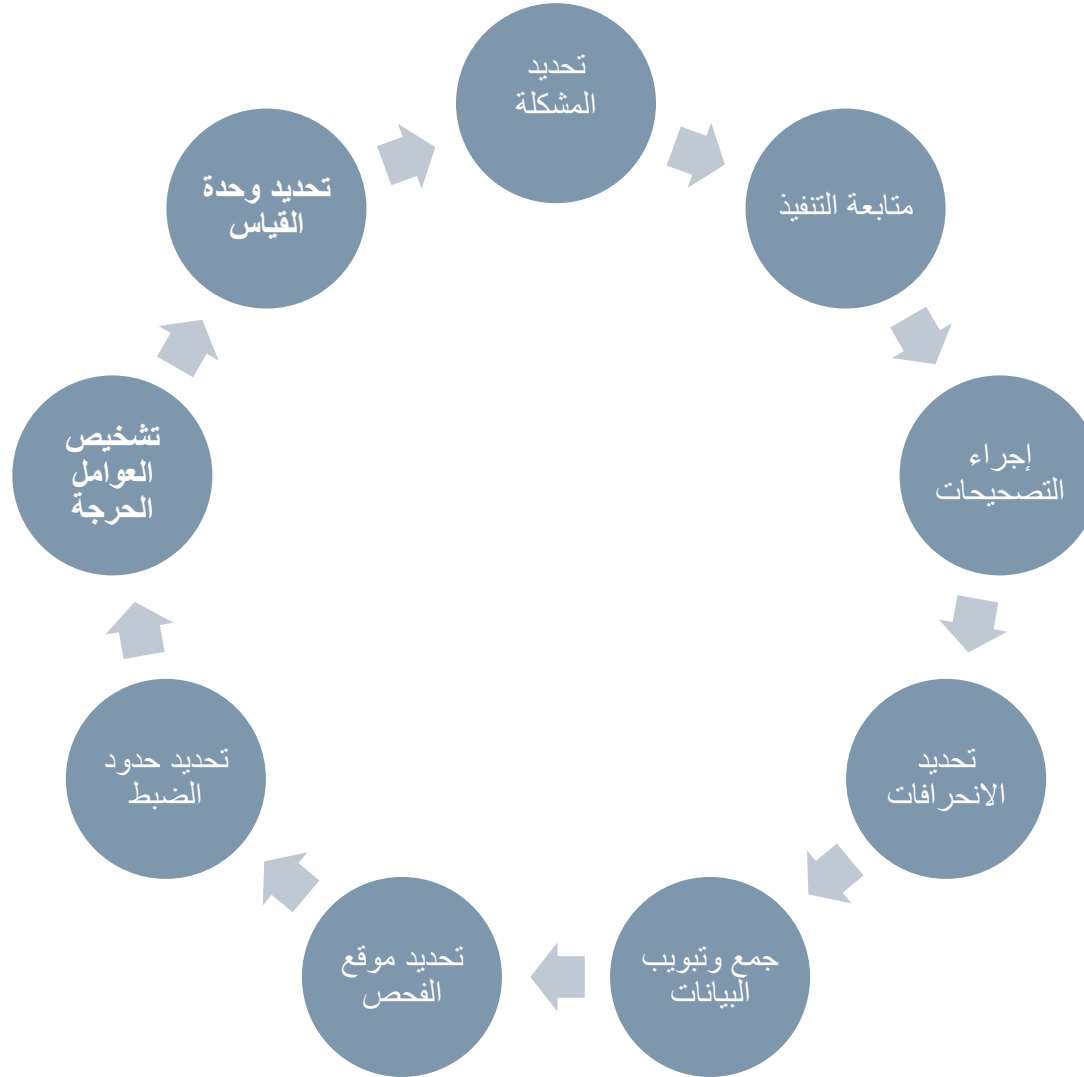 تحديد
المشكلة
متابعة التنفيذ
إجراء
التصحيحات
تحديد
الانحرافات
جمع وتبويب
البيانات
تحديد موقع
الفحص
تحديد حدود
الضبط
تشخيص
العوامل
الحرجة
تحديد وحدة
القياس